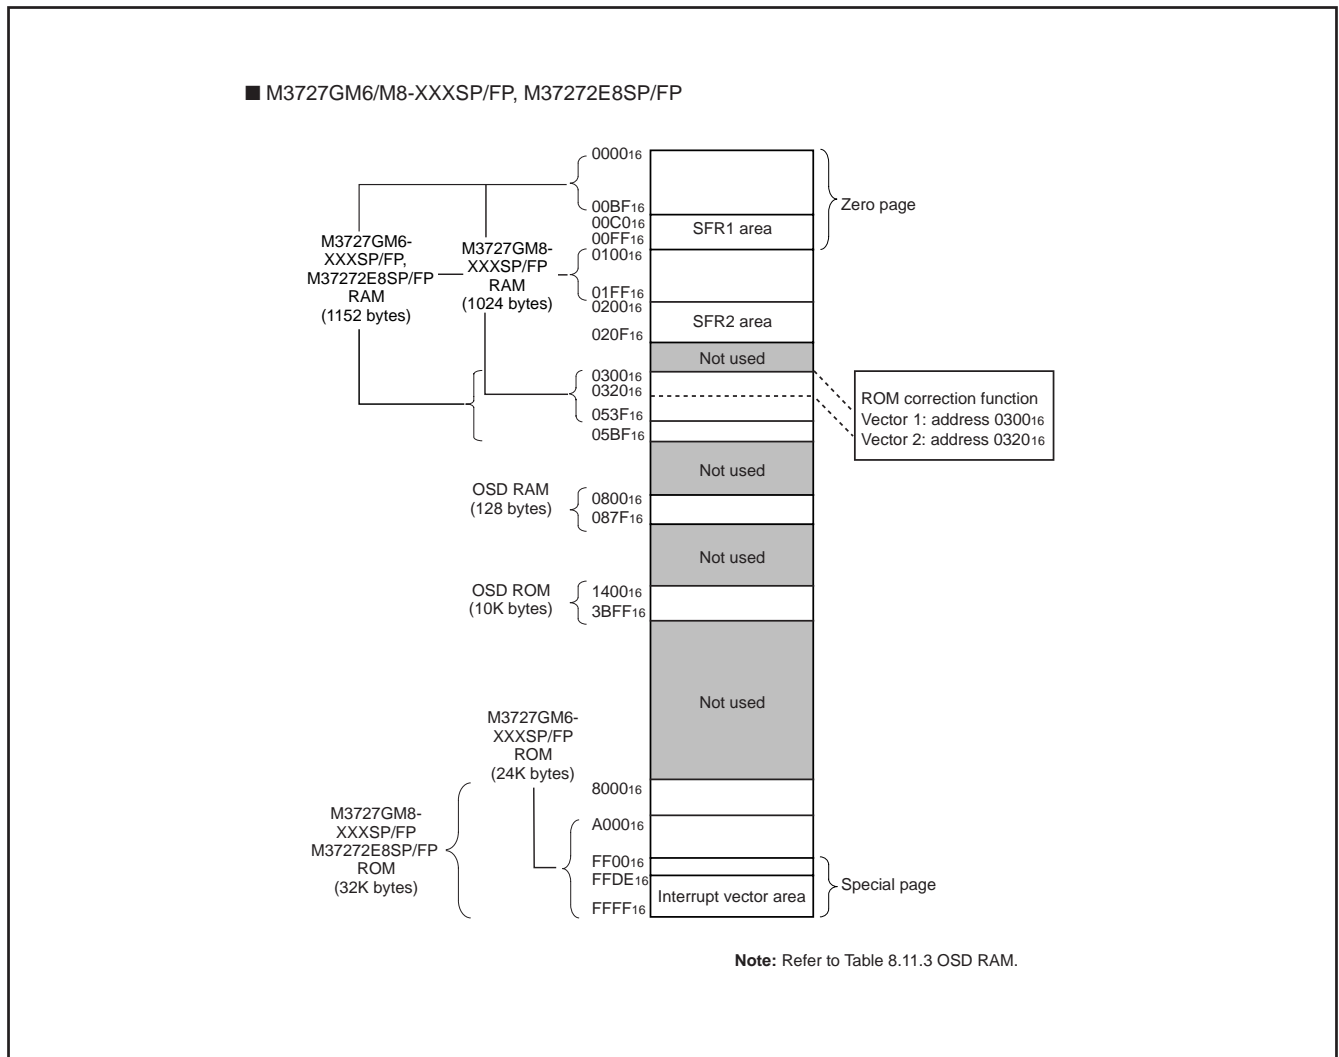 ■ M3727GM6/M8-XXXSP/FP, M37272E8SP/FP
0000₁₆
00BF₁₆
00C0₁₆
00FF₁₆
SFR1 area
Zero page
M3727GM6-
XXXSP/FP,
M37272E8SP/FP
RAM
(1152 bytes)
M3727GM8-
XXXSP/FP
RAM
(1024 bytes)
0100₁₆
01FF₁₆
0200₁₆
020F₁₆
SFR2 area
Not used
0300₁₆
0320₁₆
053F₁₆
05BF₁₆
ROM correction function
Vector 1: address 0300₁₆
Vector 2: address 0320₁₆
Not used
OSD RAM
(128 bytes)
0800₁₆
087F₁₆
Not used
OSD ROM
(10K bytes)
1400₁₆
3BFF₁₆
Not used
M3727GM6-
XXXSP/FP
ROM
(24K bytes)
M3727GM8-
XXXSP/FP
M37272E8SP/FP
ROM
(32K bytes)
8000₁₆
A000₁₆
FF00₁₆
FFDE₁₆
FFFF₁₆
Interrupt vector area
Special page
Note: Refer to Table 8.11.3 OSD RAM.